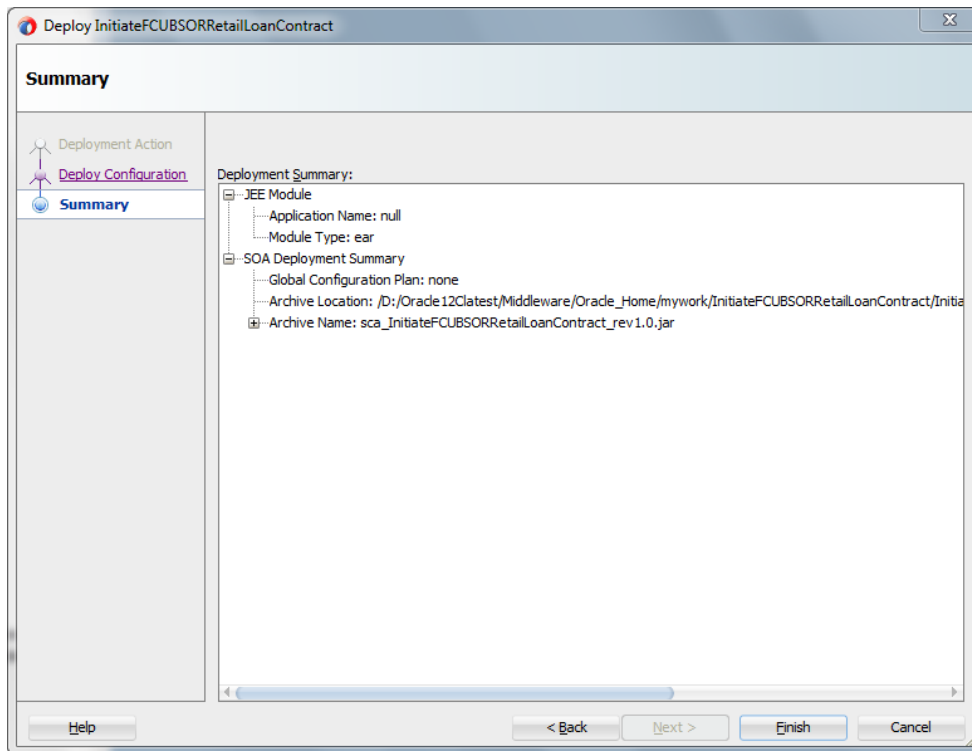 Deploy InitiateFCUBSORRetailLoanContract
Summary
Deployment Action
Deploy Configuration
Summary
Deployment Summary:
JEE Module
Application Name: null
Module Type: ear
SOA Deployment Summary
Global Configuration Plan: none
Archive Location: /D:/Oracle12Clatest/Middleware/Oracle_Home/mywork/InitiateFCUBSORRetailLoanContract/Initia
Archive Name: sca_InitiateFCUBSORRetailLoanContract_rev1.0.jar
Help
< Back
Next >
Finish
Cancel